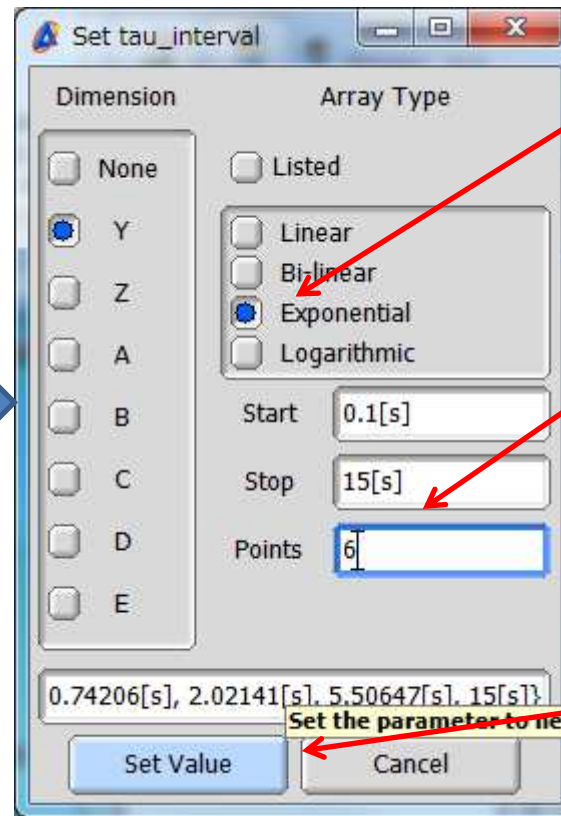 Set tau_interval
Dimension
Array Type
None
Listed
Y
Linear
Bi-linear
Z
Exponential
A
Logarithmic
B
Start
0.1[s]
C
Stop
15[s]
D
Points
6
E
0.74206[s], 2.02141[s], 5.50647[s], 15[s]}
Set the parameter to
Set Value
Cancel